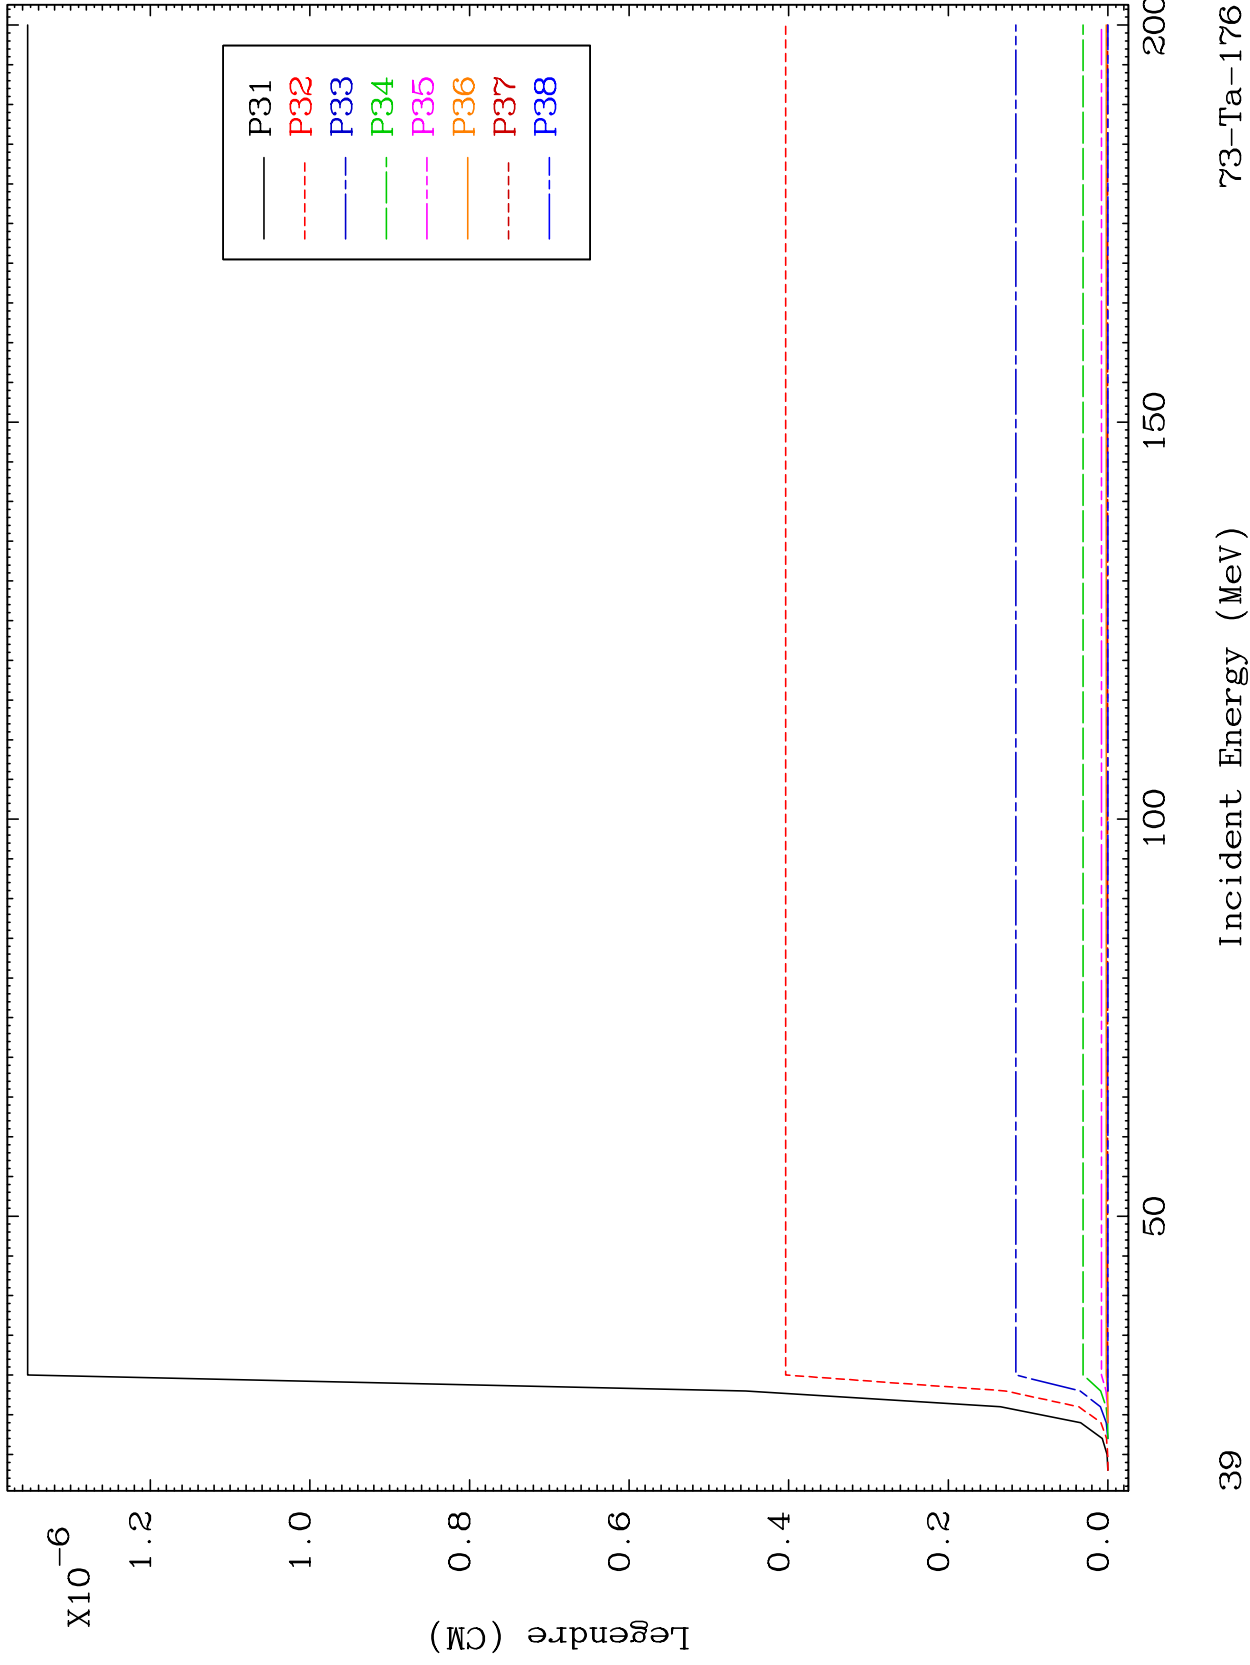 X10-6
1.2
1.0
0.8
0.6
0.4
0.2
0.0
Legendre (CM)
P31
P32
P33
P34
P35
P36
P37
P38
50
100
150
200
Incident Energy (MeV)
39
73-Ta-176